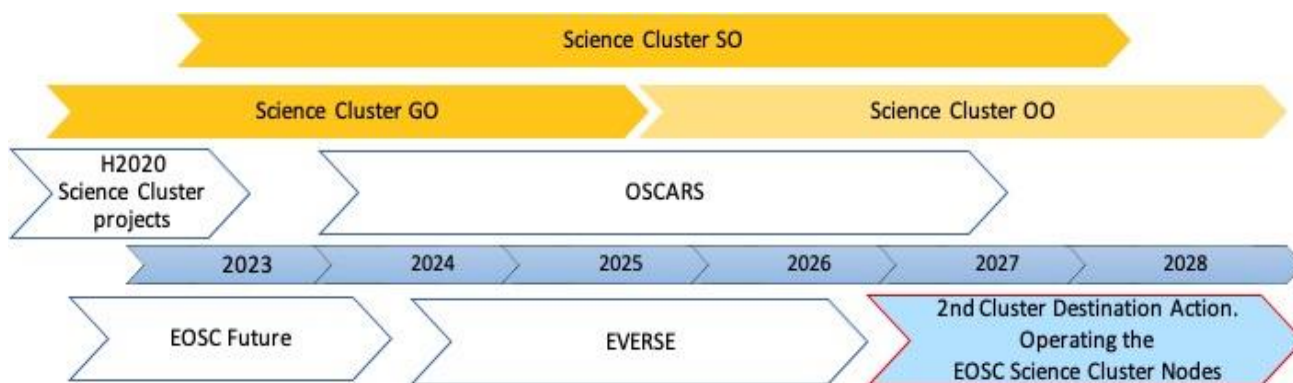 Science Cluster SO
Science Cluster GO
Science Cluster OO
H2020
Science Cluster
projects
OSCARS
2023
2024
2025
2026
2027
2028
EOSC Future
EVERSE
2nd Cluster Destination Action.
Operating the
EOSC Science Cluster Nodes